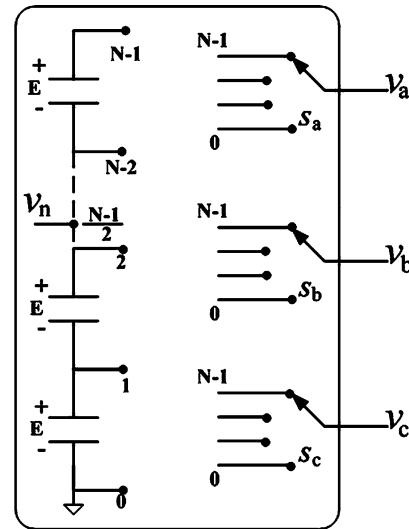 N-1
+
E
-
N-2
v_n
N-1
2
2
+
E
-
1
+
E
-
0
N-1
0
s_a
v_a
N-1
0
s_b
v_b
N-1
0
s_c
v_c